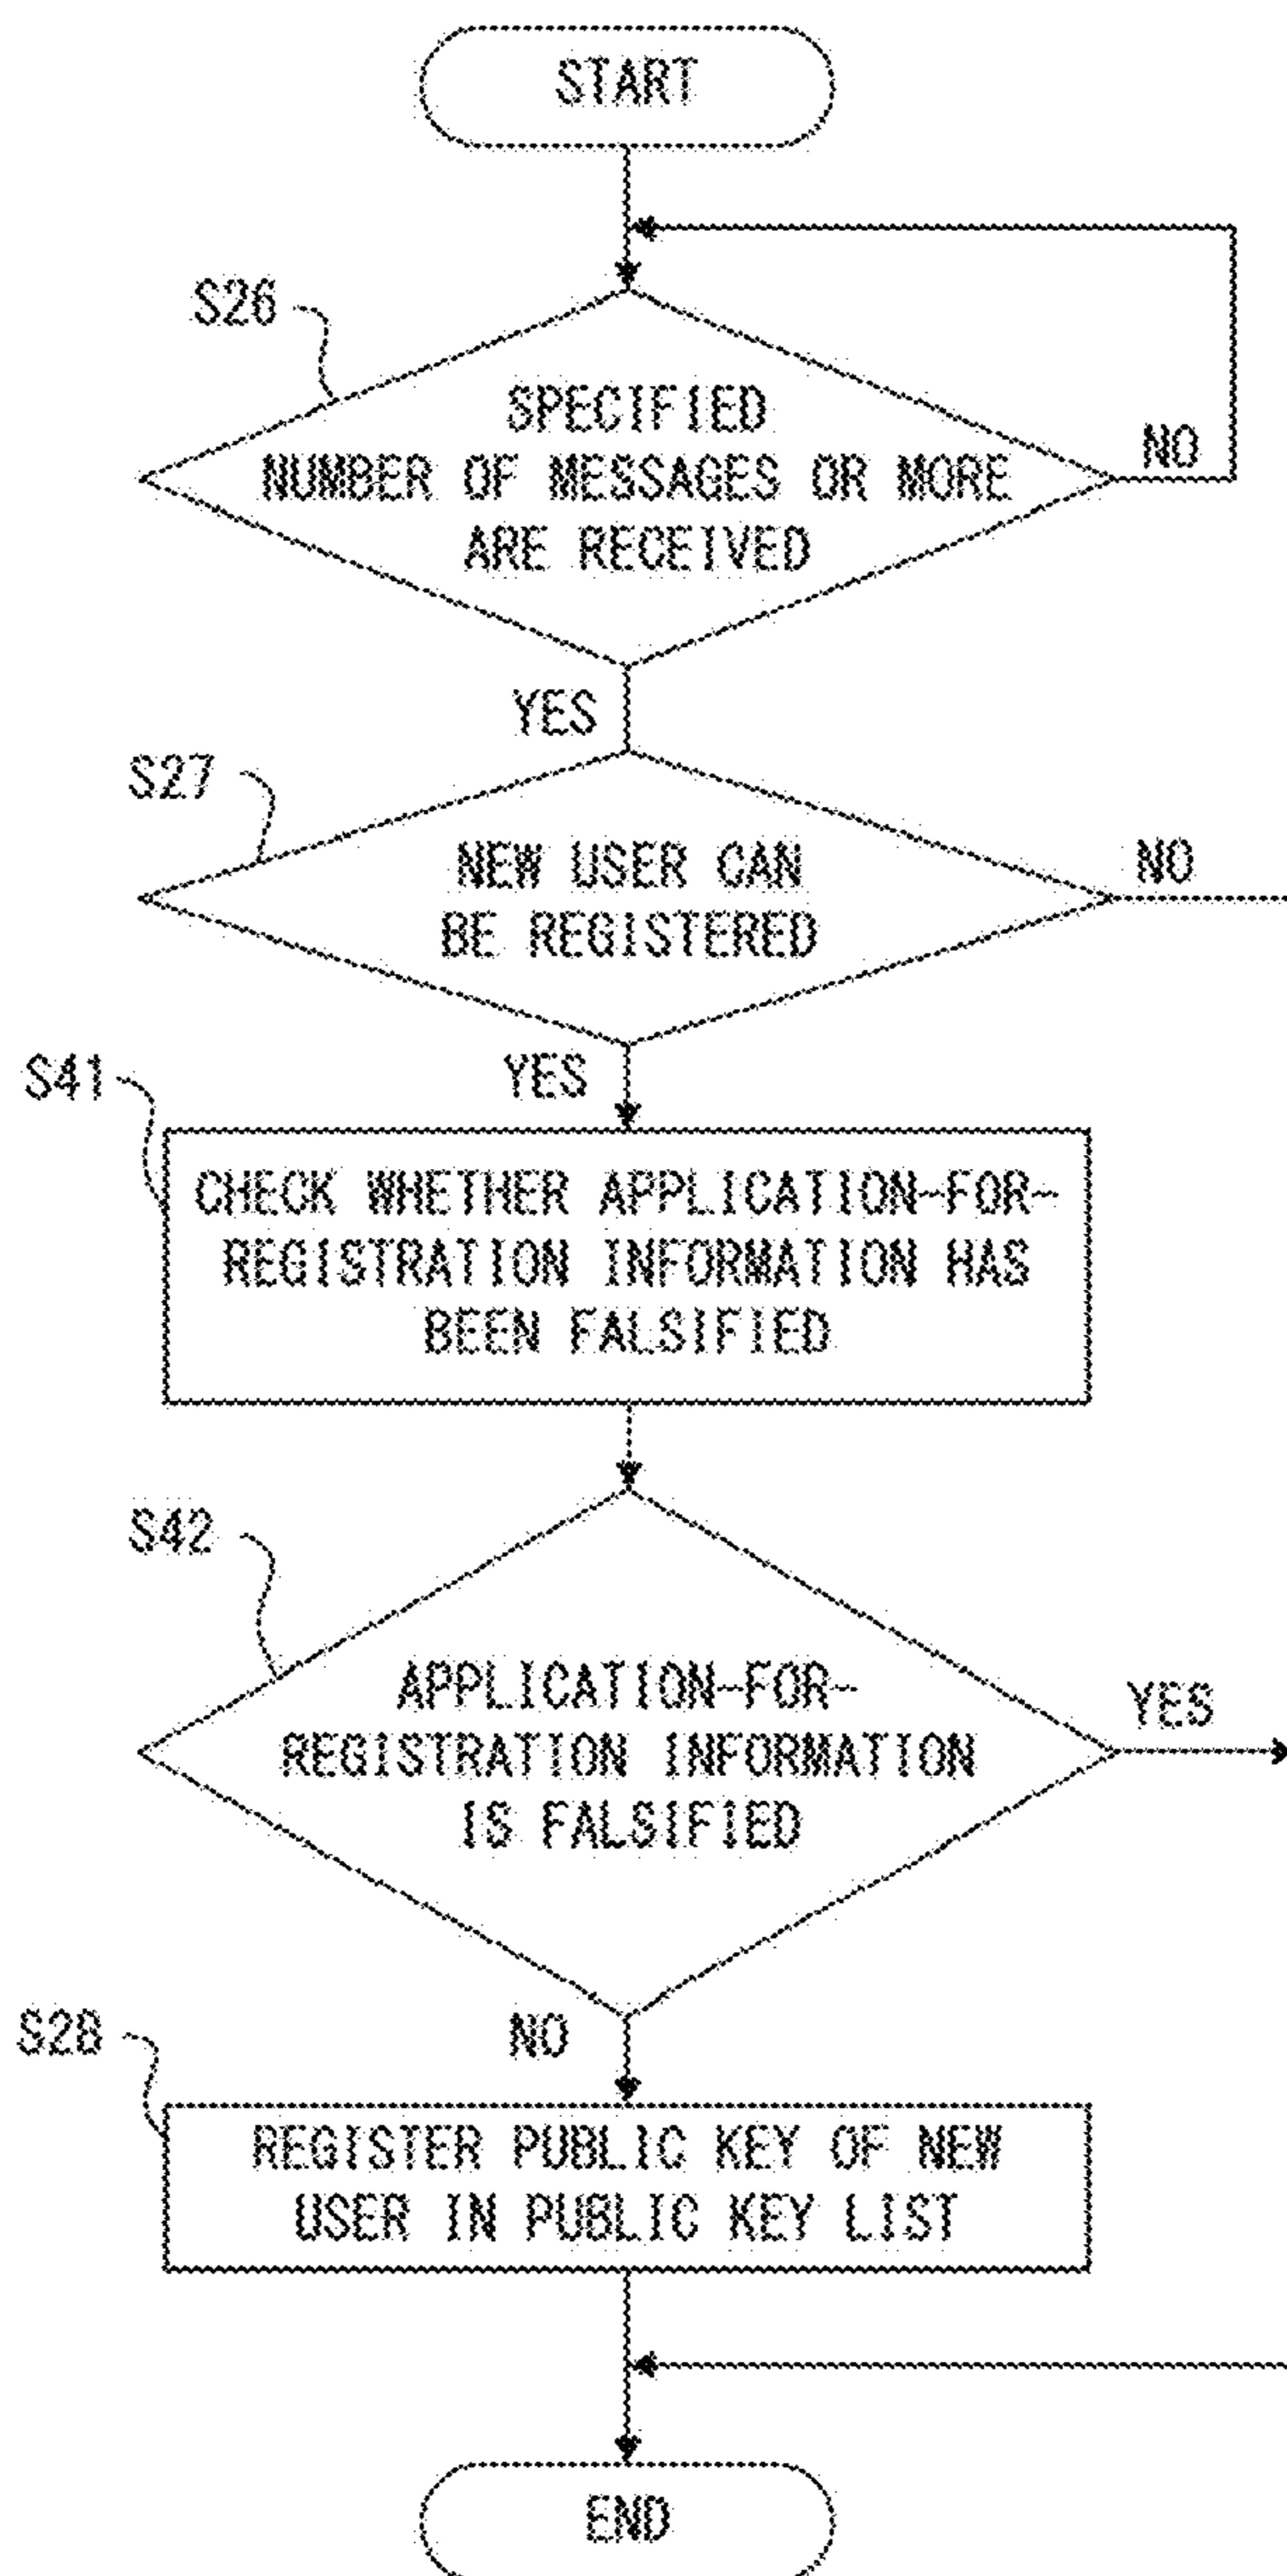 START
S26
SPECIFIED
NUMBER OF MESSAGES OR MORE
ARE RECEIVED
NO
YES
S27
NEW USER CAN
BE REGISTERED
NO
YES
S41
CHECK WHETHER APPLICATION-FOR-
REGISTRATION INFORMATION HAS
BEEN FALSIFIED
S42
APPLICATION-FOR-
REGISTRATION INFORMATION
IS FALSIFIED
YES
NO
S28
REGISTER PUBLIC KEY OF NEW
USER IN PUBLIC KEY LIST
END